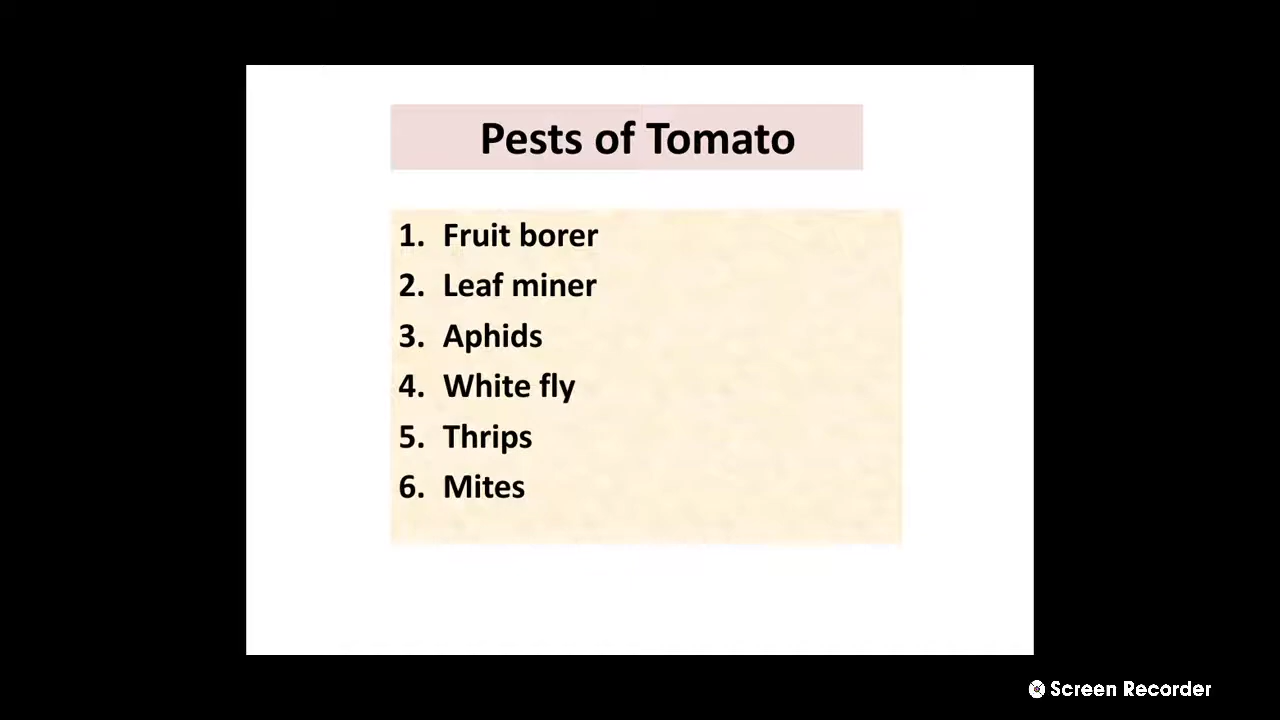 Pests of Tomato
1. Fruit borer
2. Leaf miner
3. Aphids
4. White fly
5. Thrips
6. Mites
Screen Recorder